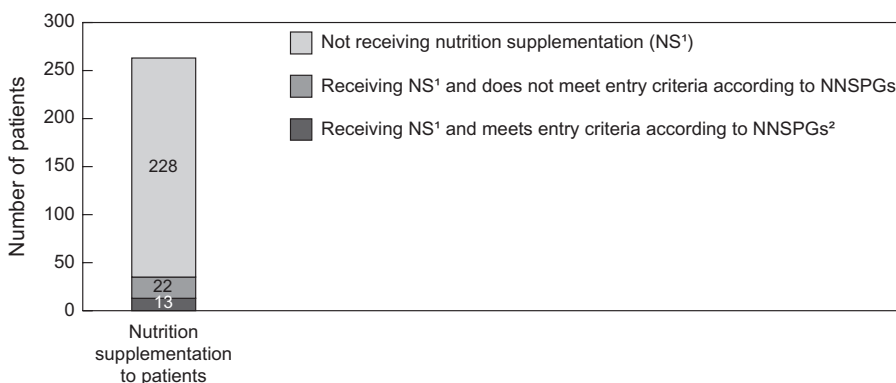 300
250
200
150
100
50
0
Number of patients
228
22
13
Nutrition
supplementation
to patients
Not receiving nutrition supplementation (NS¹)
Receiving NS¹ and does not meet entry criteria according to NNSPGs
Receiving NS¹ and meets entry criteria according to NNSPGs²